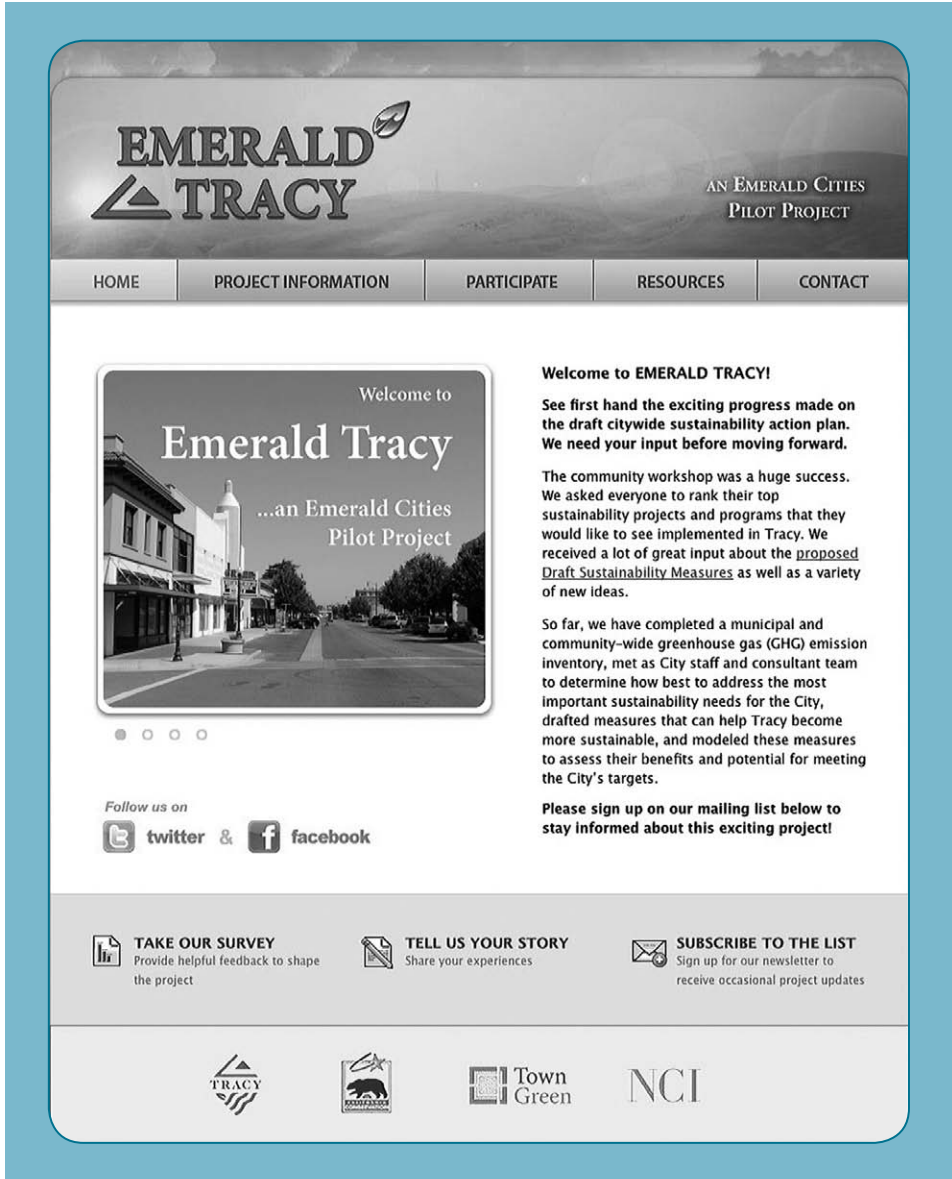 EMERALD
TRACY
AN EMERALD CITIES
PILOT PROJECT
HOME
PROJECT INFORMATION
PARTICIPATE
RESOURCES
CONTACT
Welcome to
Emerald Tracy
...an Emerald Cities
Pilot Project
Follow us on
twitter & facebook
Welcome to EMERALD TRACY!
See first hand the exciting progress made on
the draft citywide sustainability action plan.
We need your input before moving forward.
The community workshop was a huge success.
We asked everyone to rank their top
sustainability projects and programs that they
would like to see implemented in Tracy. We
received a lot of great input about the proposed
Draft Sustainability Measures as well as a variety
of new ideas.
So far, we have completed a municipal and
community-wide greenhouse gas (GHG) emission
inventory, met as City staff and consultant team
to determine how best to address the most
important sustainability needs for the City,
drafted measures that can help Tracy become
more sustainable, and modeled these measures
to assess their benefits and potential for meeting
the City's targets.
Please sign up on our mailing list below to
stay informed about this exciting project!
TAKE OUR SURVEY
Provide helpful feedback to shape
the project
TELL US YOUR STORY
Share your experiences
SUBSCRIBE TO THE LIST
Sign up for our newsletter to
receive occasional project updates
TRACY
Town
Green
NCI